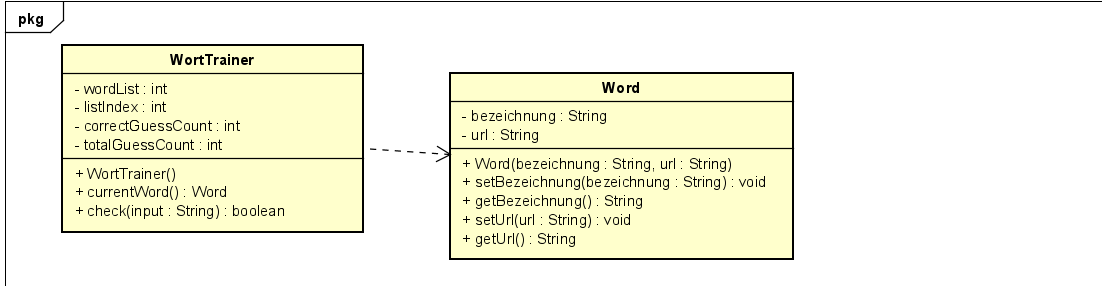 pkg
WortTrainer
- wordList : int
- listIndex : int
- correctGuessCount : int
- totalGuessCount : int
+ WortTrainer()
+ currentWord() : Word
+ check(input : String) : boolean
Word
- bezeichnung : String
- url : String
+ Word(bezeichnung : String, url : String)
+ setBezeichnung(bezeichnung : String) : void
+ getBezeichnung() : String
+ setUrl(url : String) : void
+ getUrl() : String